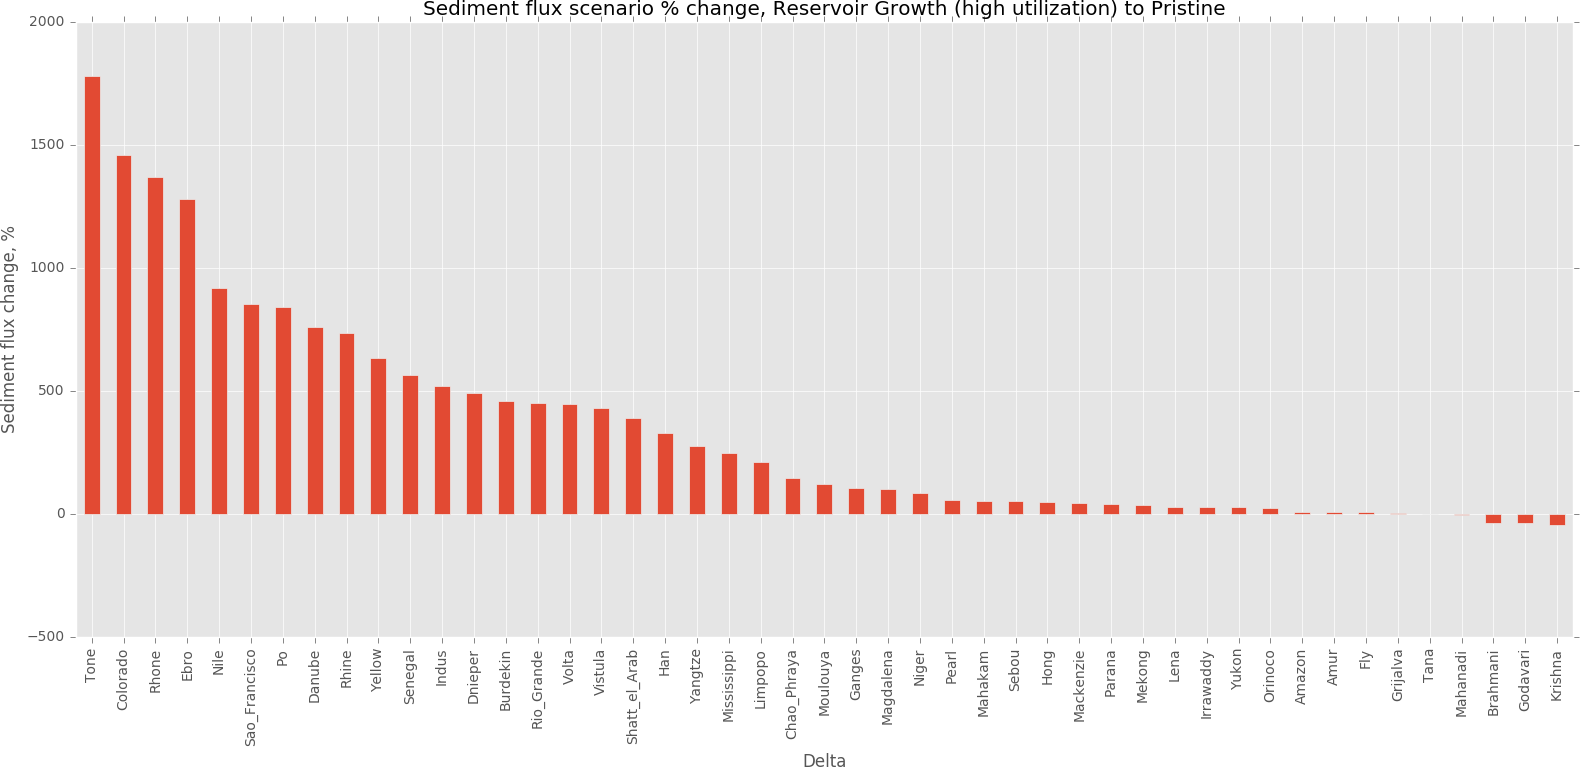 Sediment flux scenario % change, Reservoir Growth (high utilization) to Pristine
Sediment flux change, %
2000
1500
1000
500
0
−500
Tone
Colorado
Rhone
Ebro
Nile
Sao_Francisco
Po
Danube
Rhine
Yellow
Senegal
Indus
Dnieper
Burdekin
Rio_Grande
Volta
Vistula
Shatt_el_Arab
Han
Yangtze
Mississippi
Limpopo
Chao_Phraya
Moulouya
Ganges
Magdalena
Niger
Pearl
Mahakam
Sebou
Hong
Mackenzie
Parana
Mekong
Lena
Irrawaddy
Yukon
Orinoco
Amazon
Amur
Fly
Grijalva
Tana
Mahanadi
Brahmani
Godavari
Krishna
Delta